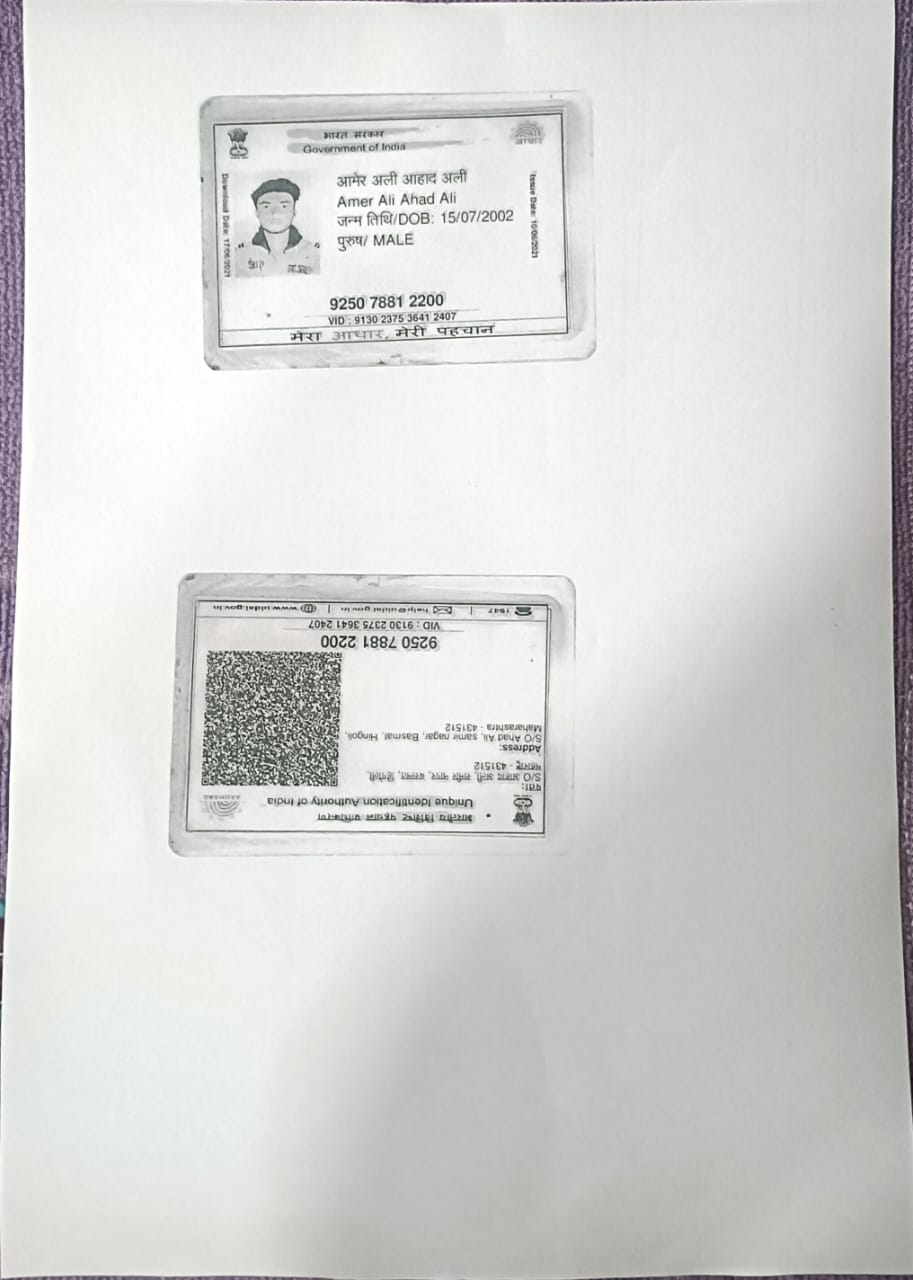 भारत सरकार
Government of India
आधार
आमेर अली आहाद अली
Amer Ali Ahad Ali
जन्म तिथि/DOB: 15/07/2002
पुरुष/ MALE
Download Date: 17/06/2021
Issue Date: 10/06/2021
9250 7881 2200
VID : 9130 2375 3641 2407
मेरा आधार, मेरी पहचान
भारतीय विशिष्ट पहचान प्राधिकरण
Unique Identification Authority of India
AADHAAR
पता:
S/O आहाद अली, समीर नगर, बसमत, हिंगोली,
महाराष्ट्र - 431512
Address:
S/O Ahad Ali, samir nagar, Basmat, Hingoli,
Maharashtra - 431512
9250 7881 2200
VID : 9130 2375 3641 2407
1947 | help@uidai.gov.in | www.uidai.gov.in